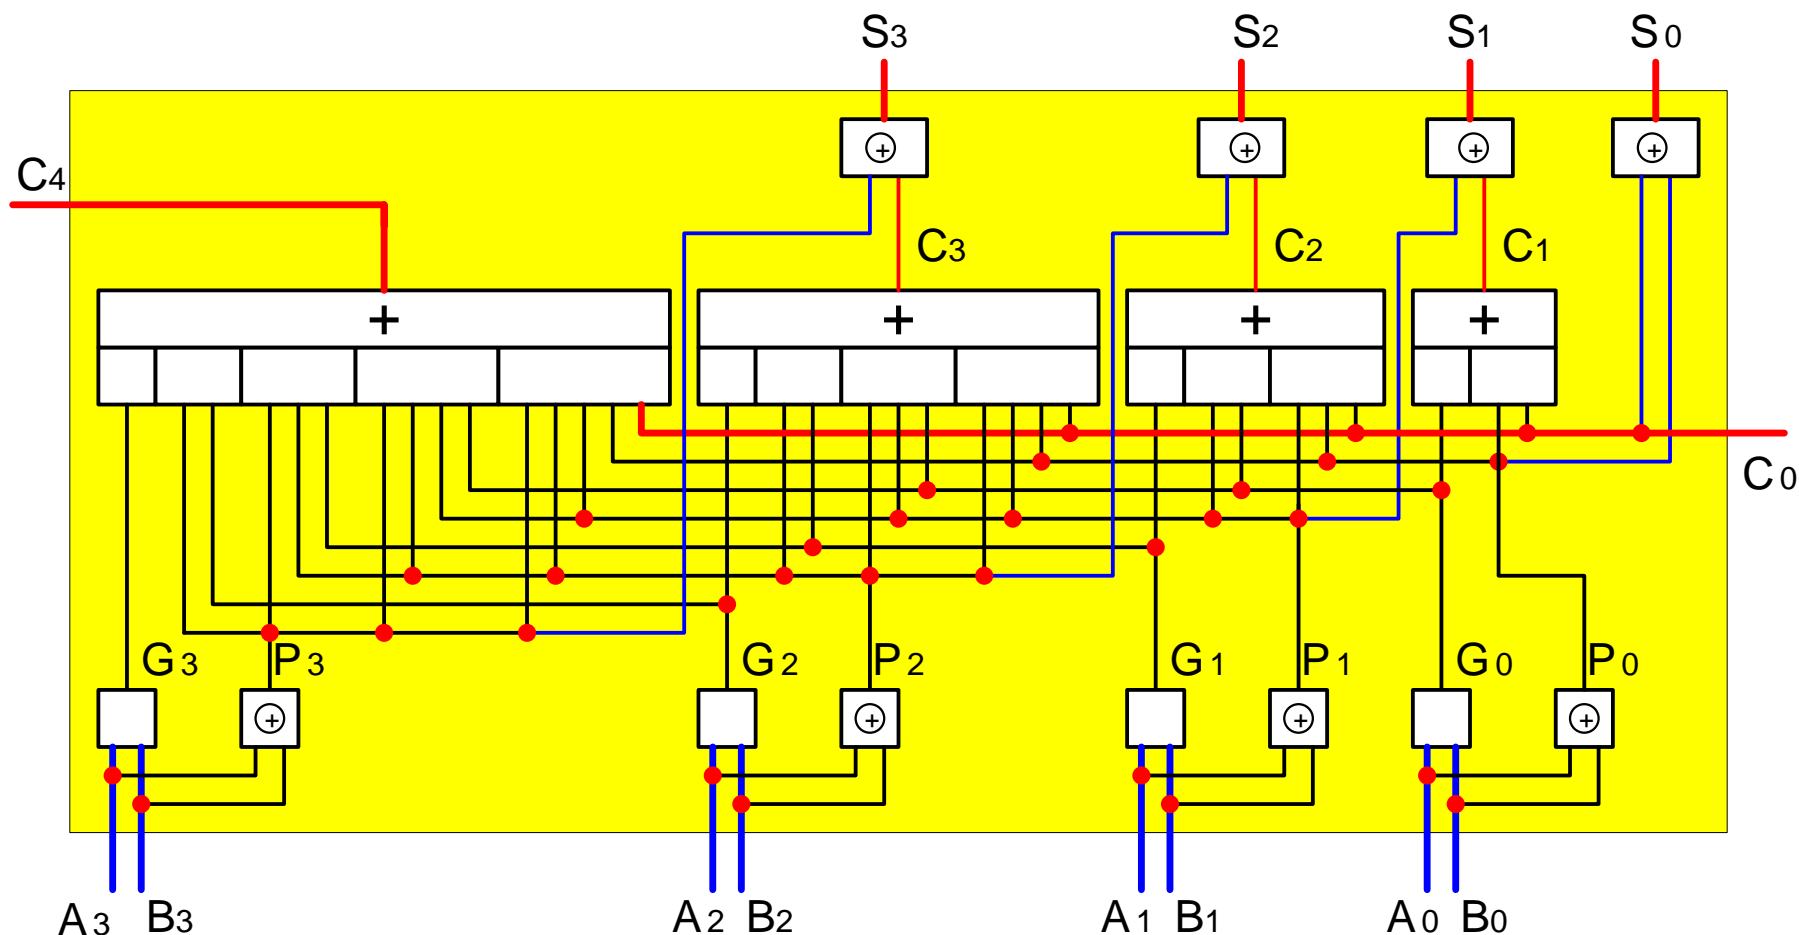 S3 S2 S1 S0
C4
C3 C2 C1
+ + + +
C0
G3 P3 G2 P2 G1 P1 G0 P0
A3 B3 A2 B2 A1 B1 A0 B0